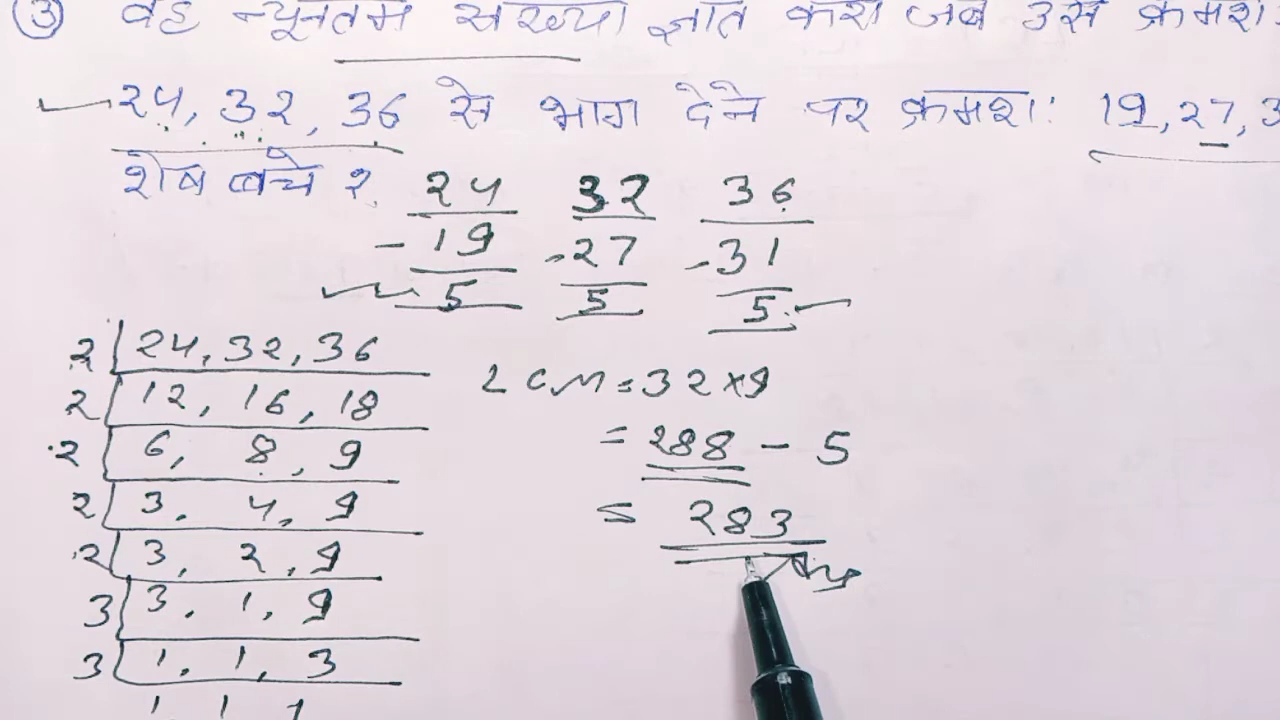 ③ वह न्यूनतम संख्या ज्ञात करो जब उसे क्रमशः
24, 32, 36 से भाग देने पर क्रमशः 19, 27, 3
शेष बचे ?
24 32 36
- 19 - 27 - 31
5 5 5
2 | 24, 32, 36
2 | 12, 16, 18
2 | 6, 8, 9
2 | 3, 4, 9
2 | 3, 2, 9
3 | 3, 1, 9
3 | 1, 1, 3
1 1 1
LCM = 32 × 9
= 288 - 5
= 283
Ans